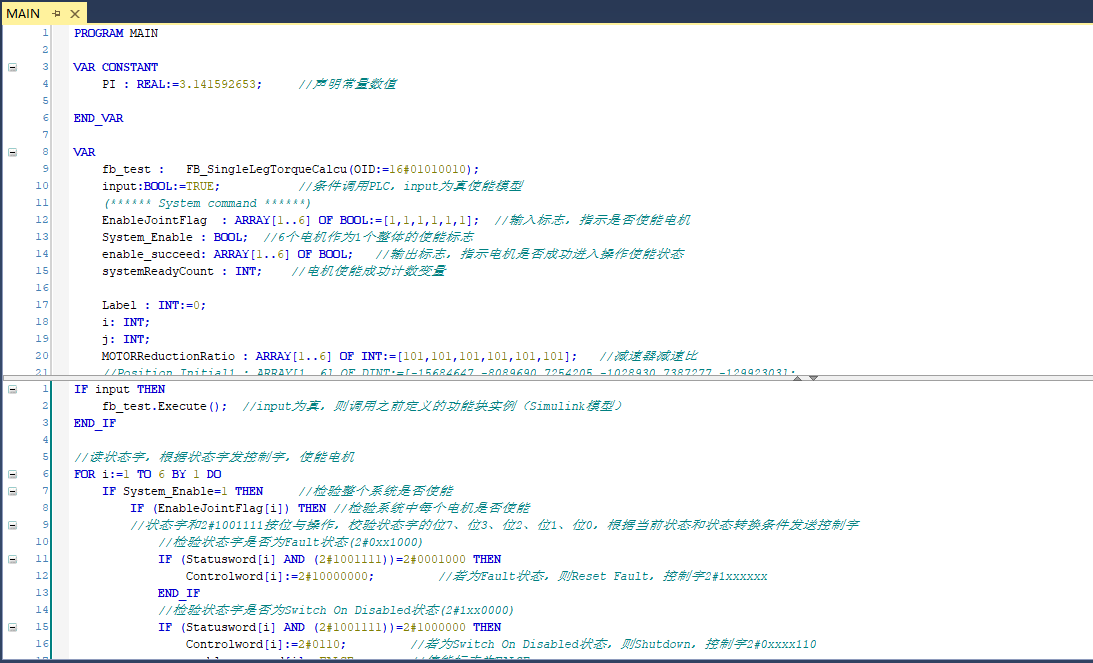 MAIN
1 PROGRAM MAIN
2
3 VAR CONSTANT
4 PI : REAL:=3.141592653; //声明常量数值
5
6 END_VAR
7
8 VAR
9 fb_test : FB_SingleLegTorqueCalcu(OID:=16#01010010);
10 input:BOOL:=TRUE; //条件调用PLC，input为真使能模型
11 (****** System command ******)
12 EnableJointFlag : ARRAY[1..6] OF BOOL:=[1,1,1,1,1,1]; //输入标志，指示是否使能电机
13 System_Enable : BOOL; //6个电机作为1个整体的使能标志
14 enable_succeed: ARRAY[1..6] OF BOOL; //输出标志，指示电机是否成功进入操作使能状态
15 systemReadyCount : INT; //电机使能成功计数变量
16
17 Label : INT:=0;
18 i: INT;
19 j: INT;
20 MOTORReductionRatio : ARRAY[1..6] OF INT:=[101,101,101,101,101,101]; //减速器减速比
21 //Position_Initial1 : ARRAY[1..6] OF DINT:=[-15684647,-8089690,7254205,-1028930,7387277,-12992303];
1 IF input THEN
2 fb_test.Execute(); //input为真，则调用之前定义的功能块实例（Simulink模型）
3 END_IF
4
5 //读状态字，根据状态字发控制字，使能电机
6 FOR i:=1 TO 6 BY 1 DO
7 IF System_Enable=1 THEN //检验整个系统是否使能
8 IF (EnableJointFlag[i]) THEN //检验系统中每个电机是否使能
9 //状态字和2#1001111按位与操作，校验状态字的位7、位3、位2、位1、位0，根据当前状态和状态转换条件发送控制字
10 //检验状态字是否为Fault状态(2#0xx1000)
11 IF (Statusword[i] AND (2#1001111))=2#0001000 THEN
12 Controlword[i]:=2#10000000; //若为Fault状态，则Reset Fault，控制字2#1xxxxxx
13 END_IF
14 //检验状态字是否为Switch On Disabled状态(2#1xx0000)
15 IF (Statusword[i] AND (2#1001111))=2#1000000 THEN
16 Controlword[i]:=2#0110; //若为Switch On Disabled状态，则Shutdown，控制字2#0xxxx110